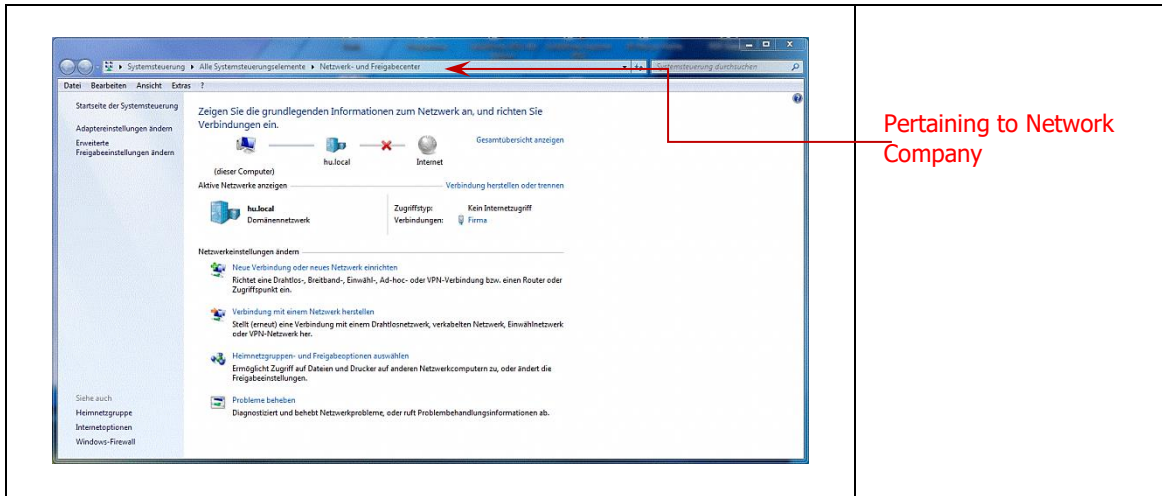 Systemsteuerung ▸ Alle Systemsteuerungselemente ▸ Netzwerk- und Freigabecenter
Systemsteuerung durchsuchen
Datei Bearbeiten Ansicht Extras ?
Startseite der Systemsteuerung
Adaptereinstellungen ändern
Erweiterte
Freigabeeinstellungen ändern
Zeigen Sie die grundlegenden Informationen zum Netzwerk an, und richten Sie
Verbindungen ein.
Gesamtübersicht anzeigen
hu.local
Internet
(dieser Computer)
Aktive Netzwerke anzeigen
Verbindung herstellen oder trennen
hu.local
Domänennetzwerk
Zugriffstyp: Kein Internetzugriff
Verbindungen: Firma
Netzwerkeinstellungen ändern
Neue Verbindung oder neues Netzwerk einrichten
Richtet eine Drahtlos-, Breitband-, Einwähl-, Ad-hoc- oder VPN-Verbindung bzw. einen Router oder
Zugriffspunkt ein.
Verbindung mit einem Netzwerk herstellen
Stellt (erneut) eine Verbindung mit einem Drahtlosnetzwerk, verkabelten Netzwerk, Einwählnetzwerk
oder VPN-Netzwerk her.
Heimnetzgruppen- und Freigabeoptionen auswählen
Ermöglicht Zugriff auf Dateien und Drucker auf anderen Netzwerkcomputern zu, oder ändert die
Freigabeeinstellungen.
Probleme beheben
Diagnostiziert und behebt Netzwerkprobleme, oder ruft Problembehandlungsinformationen ab.
Siehe auch
Heimnetzgruppe
Internetoptionen
Windows-Firewall
Pertaining to Network
Company